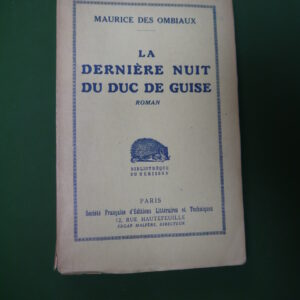 MAURICE DES OMBIAUX
LA
DERNIÈRE NUIT
DU DUC DE GUISE
ROMAN
BIBLIOTHÈQUE
DU HÉRISSON
PARIS
Société Française d'Éditions Littéraires et Techniques
12, RUE HAUTEFEUILLE
EDGAR MALFÈRE, DIRECTEUR